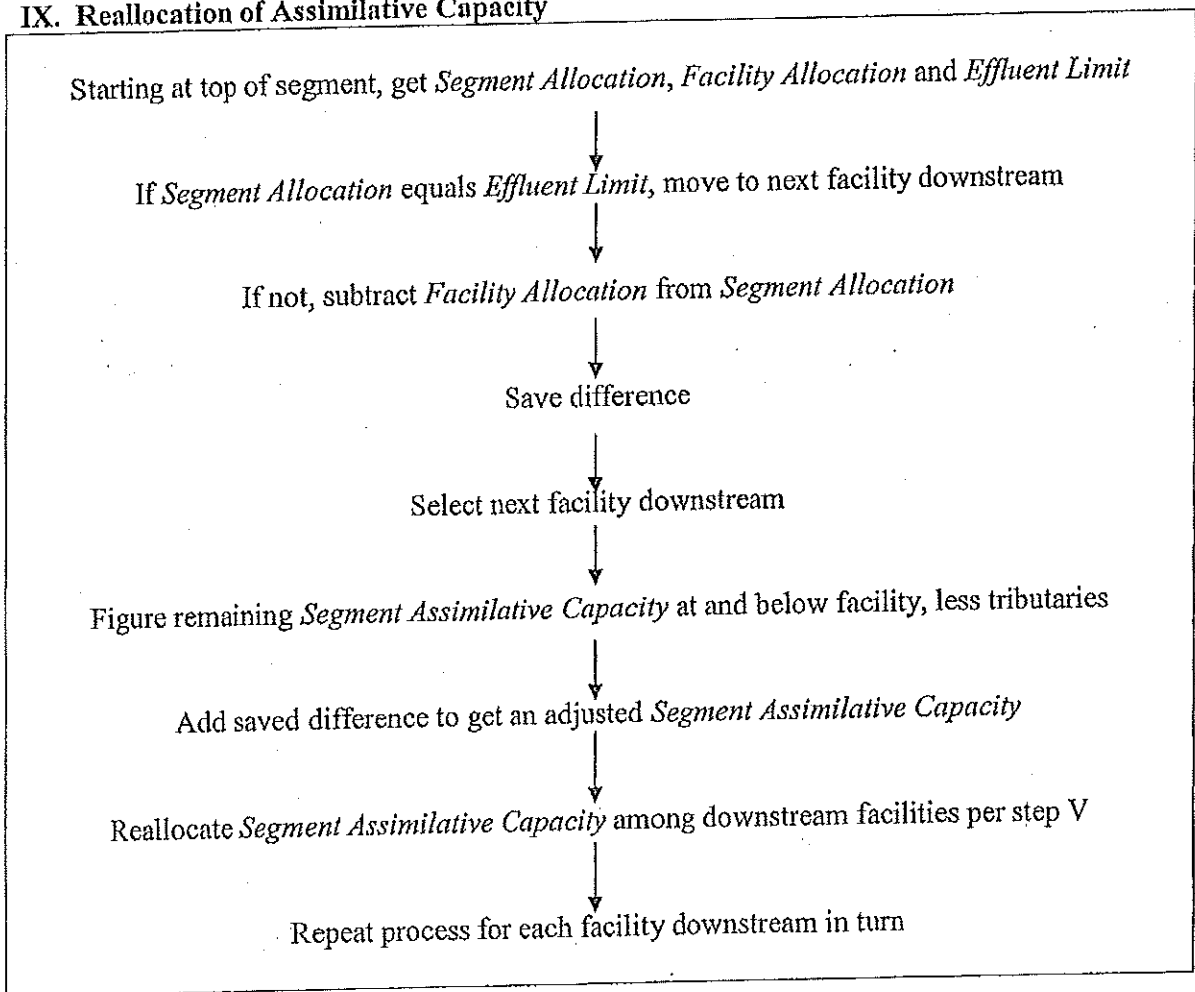 IX. Reallocation of Assimilative Capacity
Starting at top of segment, get Segment Allocation, Facility Allocation and Effluent Limit
If Segment Allocation equals Effluent Limit, move to next facility downstream
If not, subtract Facility Allocation from Segment Allocation
Save difference
Select next facility downstream
Figure remaining Segment Assimilative Capacity at and below facility, less tributaries
Add saved difference to get an adjusted Segment Assimilative Capacity
Reallocate Segment Assimilative Capacity among downstream facilities per step V
Repeat process for each facility downstream in turn